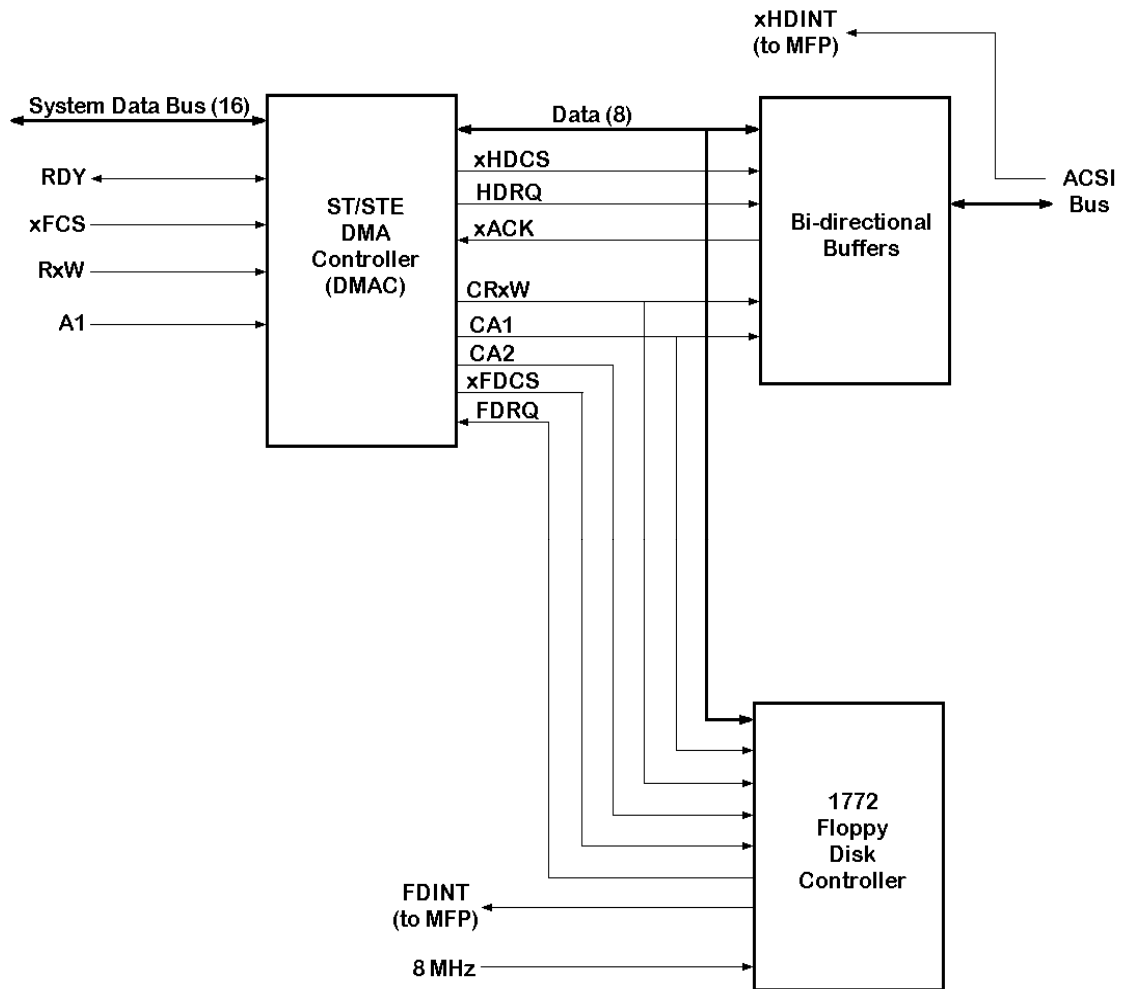 xHDINT
(to MFP)
System Data Bus (16)
RDY
xFCS
RxW
A1
ST/STE
DMA
Controller
(DMAC)
Data (8)
xHDCS
HDRQ
xACK
CRxW
CA1
CA2
xFDCS
FDRQ
Bi-directional
Buffers
ACSI
Bus
1772
Floppy
Disk
Controller
FDINT
(to MFP)
8 MHz